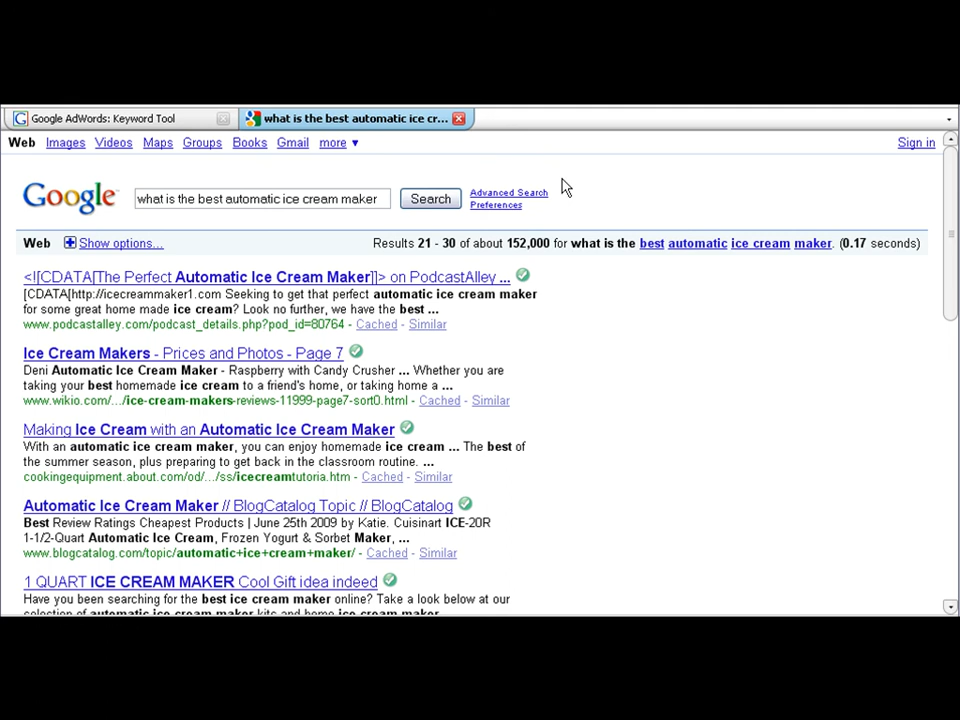 Google AdWords: Keyword Tool
what is the best automatic ice cr...
Web Images Videos Maps Groups Books Gmail more ▼ Sign in
Google what is the best automatic ice cream maker Search Advanced Search
Preferences
Web Show options... Results 21 - 30 of about 152,000 for what is the best automatic ice cream maker. (0.17 seconds)
<![CDATA[The Perfect Automatic Ice Cream Maker]]> on PodcastAlley ...
[CDATA[http://icecreammaker1.com Seeking to get that perfect automatic ice cream maker
for some great home made ice cream? Look no further, we have the best ...
www.podcastalley.com/podcast_details.php?pod_id=80764 - Cached - Similar
Ice Cream Makers - Prices and Photos - Page 7
Deni Automatic Ice Cream Maker - Raspberry with Candy Crusher ... Whether you are
taking your best homemade ice cream to a friend's home, or taking home a ...
www.wikio.com/.../ice-cream-makers-reviews-11999-page7-sort0.html - Cached - Similar
Making Ice Cream with an Automatic Ice Cream Maker
With an automatic ice cream maker, you can enjoy homemade ice cream ... The best of
the summer season, plus preparing to get back in the classroom routine. ...
cookingequipment.about.com/od/.../ss/icecreamtutoria.htm - Cached - Similar
Automatic Ice Cream Maker // BlogCatalog Topic // BlogCatalog
Best Review Ratings Cheapest Products | June 25th 2009 by Katie. Cuisinart ICE-20R
1-1/2-Quart Automatic Ice Cream, Frozen Yogurt & Sorbet Maker, ...
www.blogcatalog.com/topic/automatic+ice+cream+maker/ - Cached - Similar
1 QUART ICE CREAM MAKER Cool Gift idea indeed
Have you been searching for the best ice cream maker online? Take a look below at our
selection of automatic ice cream maker kits and home ice cream maker